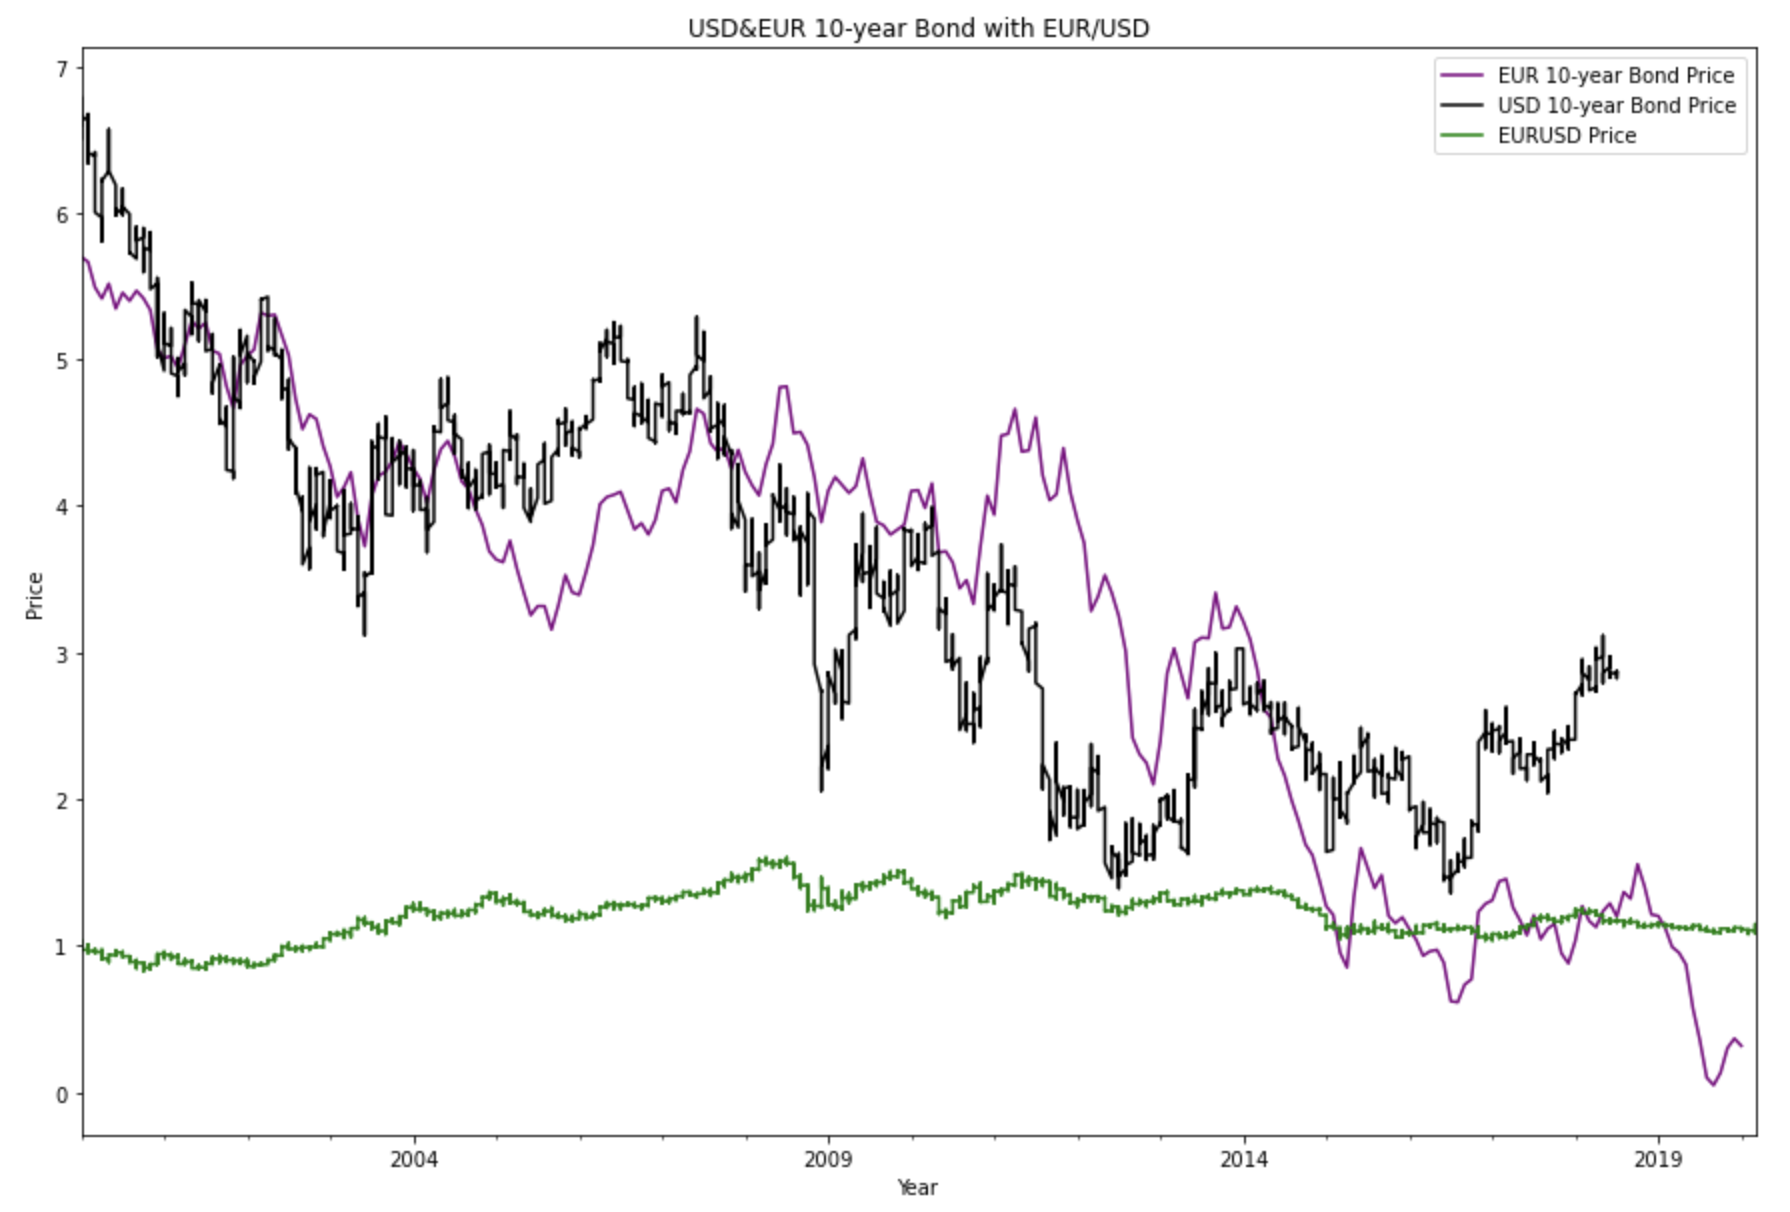 USD&EUR 10-year Bond with EUR/USD
EUR 10-year Bond Price
USD 10-year Bond Price
EURUSD Price
7
6
5
4
3
2
1
0
Price
2004
2009
2014
2019
Year